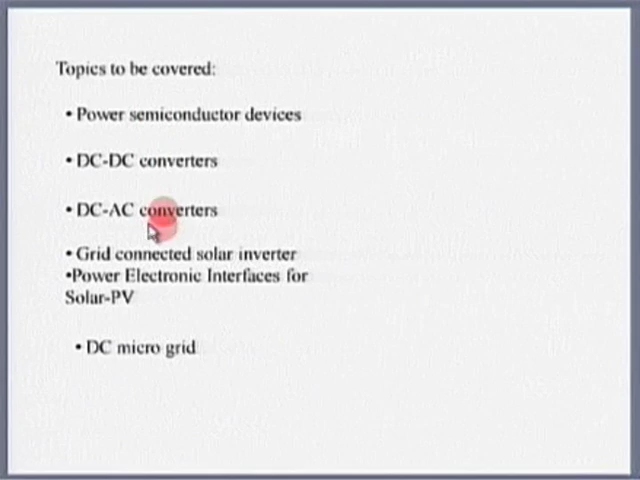 Topics to be covered:
• Power semiconductor devices
• DC-DC converters
• DC-AC converters
• Grid connected solar inverter
•Power Electronic Interfaces for
Solar-PV
• DC micro grid